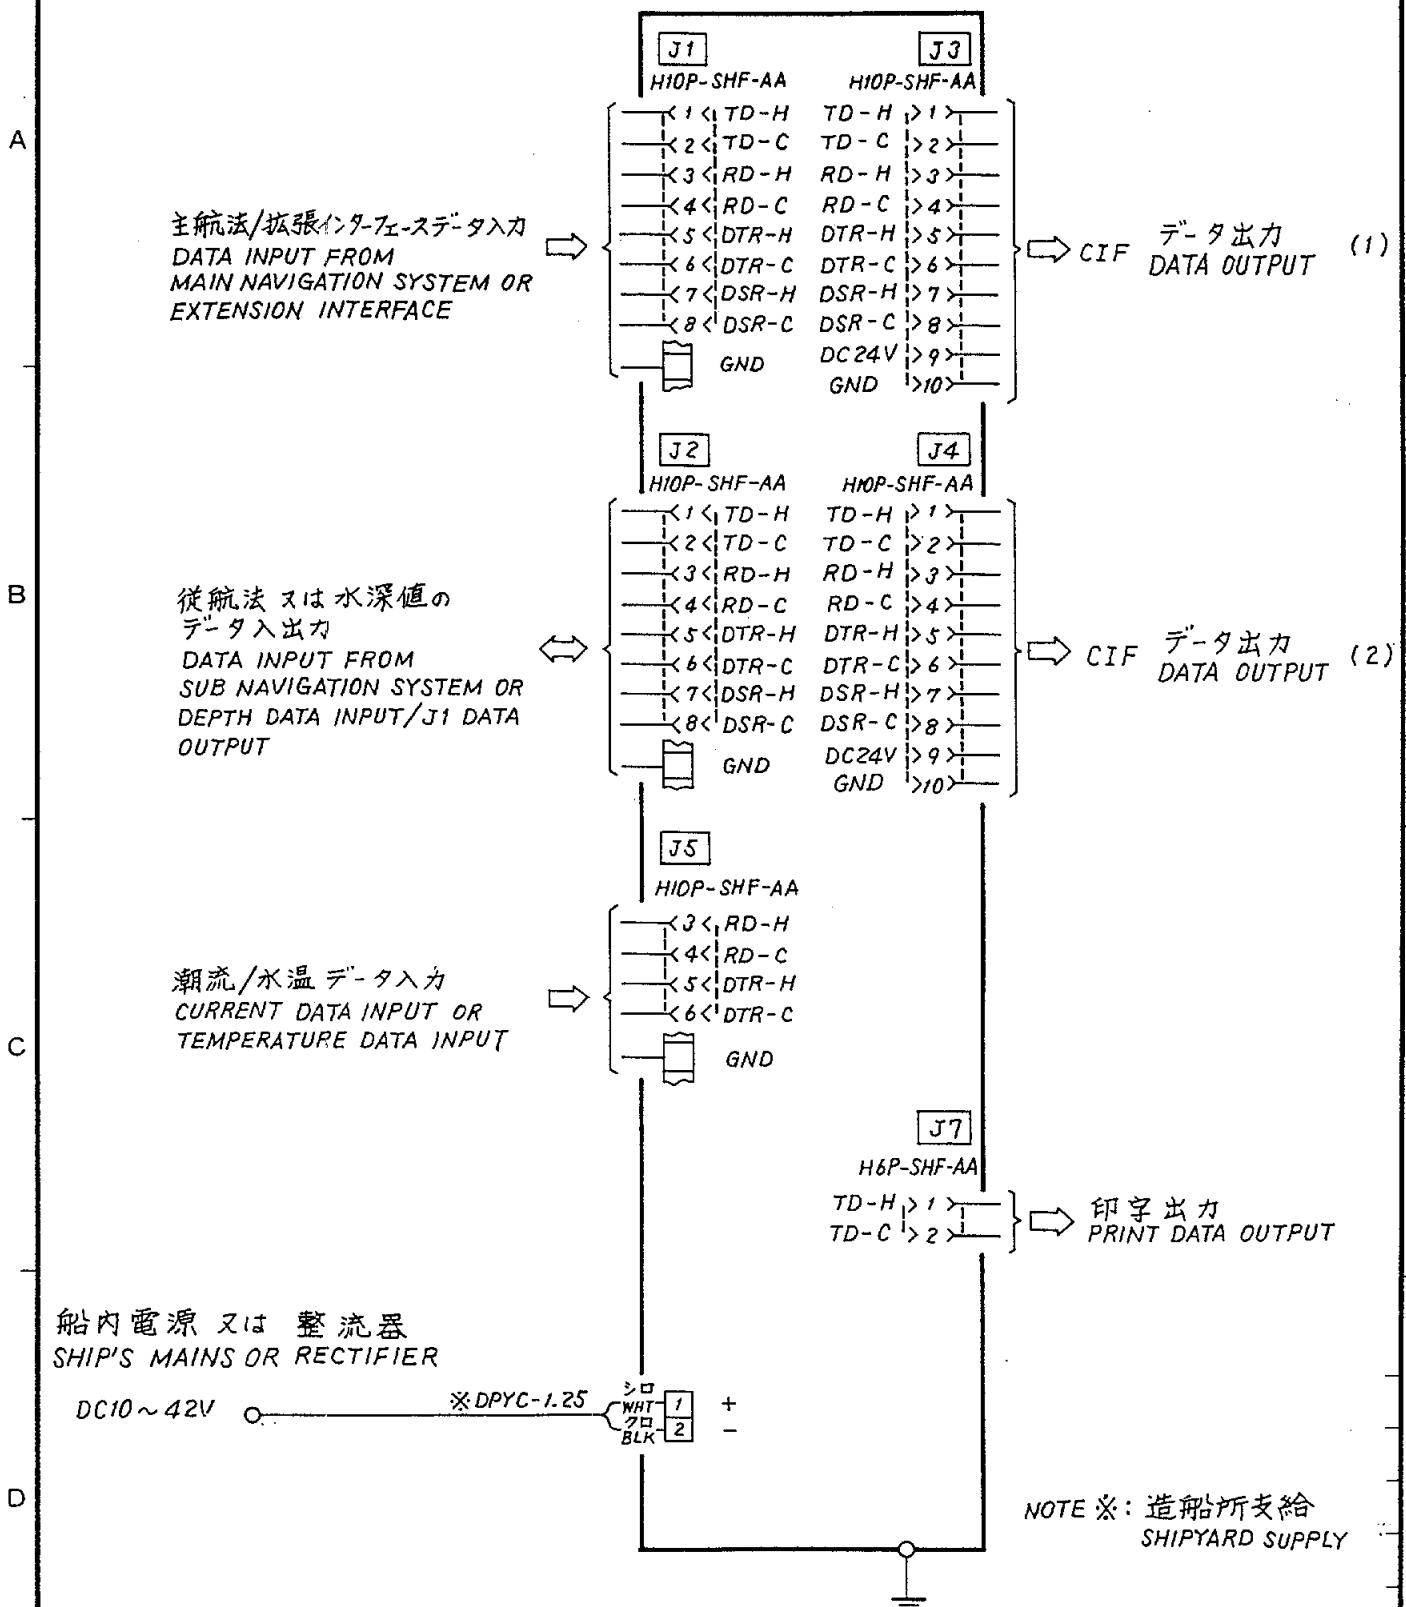 A
B
C
D
J1
H10P-SHF-AA
1 TD-H
2 TD-C
3 RD-H
4 RD-C
5 DTR-H
6 DTR-C
7 DSR-H
8 DSR-C
GND
主航法/拡張インターフェースデータ入力
DATA INPUT FROM
MAIN NAVIGATION SYSTEM OR
EXTENSION INTERFACE
J3
H10P-SHF-AA
TD-H 1
TD-C 2
RD-H 3
RD-C 4
DTR-H 5
DTR-C 6
DSR-H 7
DSR-C 8
DC24V 9
GND 10
CIF データ出力 (1)
DATA OUTPUT
J2
H10P-SHF-AA
1 TD-H
2 TD-C
3 RD-H
4 RD-C
5 DTR-H
6 DTR-C
7 DSR-H
8 DSR-C
GND
従航法 又は 水深値の
データ入出力
DATA INPUT FROM
SUB NAVIGATION SYSTEM OR
DEPTH DATA INPUT/J1 DATA
OUTPUT
J4
H10P-SHF-AA
TD-H 1
TD-C 2
RD-H 3
RD-C 4
DTR-H 5
DTR-C 6
DSR-H 7
DSR-C 8
DC24V 9
GND 10
CIF データ出力 (2)
DATA OUTPUT
J5
H10P-SHF-AA
3 RD-H
4 RD-C
5 DTR-H
6 DTR-C
GND
潮流/水温 データ入力
CURRENT DATA INPUT OR
TEMPERATURE DATA INPUT
J7
H6P-SHF-AA
TD-H 1
TD-C 2
印字出力
PRINT DATA OUTPUT
船内電源 又は 整流器
SHIP'S MAINS OR RECTIFIER
DC10~42V
※DPYC-1.25
シロ
WHT 1 +
クロ
BLK 2 −
NOTE ※: 造船所支給
SHIPYARD SUPPLY